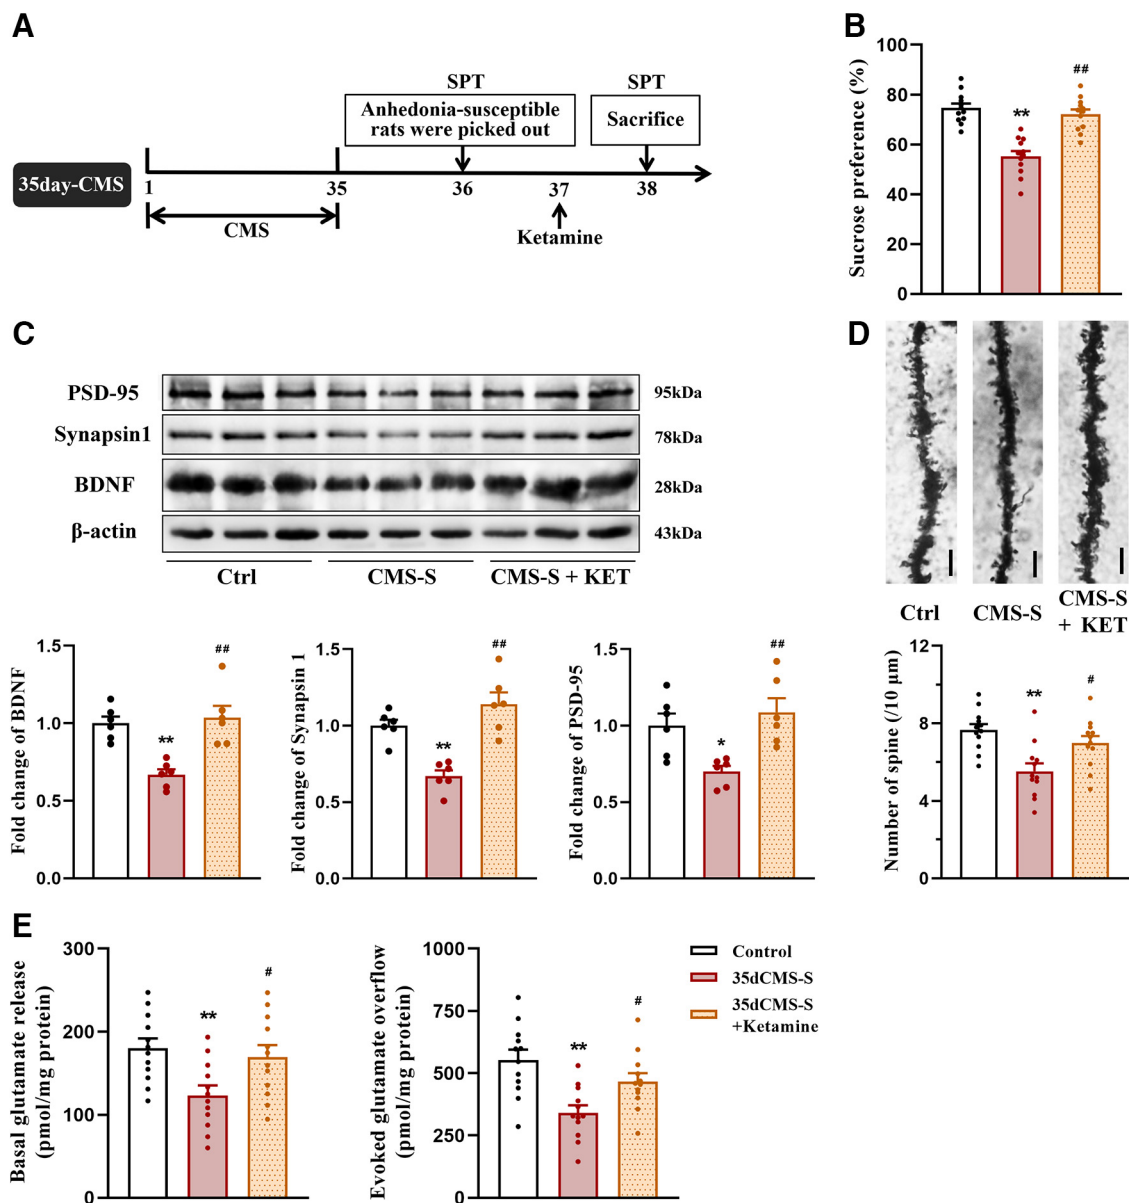 A
SPT
SPT
Anhedonia-susceptible
rats were picked out
Sacrifice
35day-CMS
1
35
36
37
38
CMS
Ketamine
B
Sucrose preference (%)
100
80
60
40
20
0
**
##
C
PSD-95
95kDa
Synapsin1
78kDa
BDNF
28kDa
β-actin
43kDa
Ctrl
CMS-S
CMS-S + KET
D
Ctrl
CMS-S
CMS-S
+ KET
Fold change of BDNF
1.5
1.0
0.5
0.0
**
##
Fold change of Synapsin 1
1.5
1.0
0.5
0.0
**
##
Fold change of PSD-95
1.5
1.0
0.5
0.0
*
##
Number of spine (/10 μm)
12
8
4
0
**
#
E
Basal glutamate release
(pmol/mg protein)
300
200
100
0
**
#
Evoked glutamate overflow
(pmol/mg protein)
1000
750
500
250
0
**
#
Control
35dCMS-S
35dCMS-S
+Ketamine